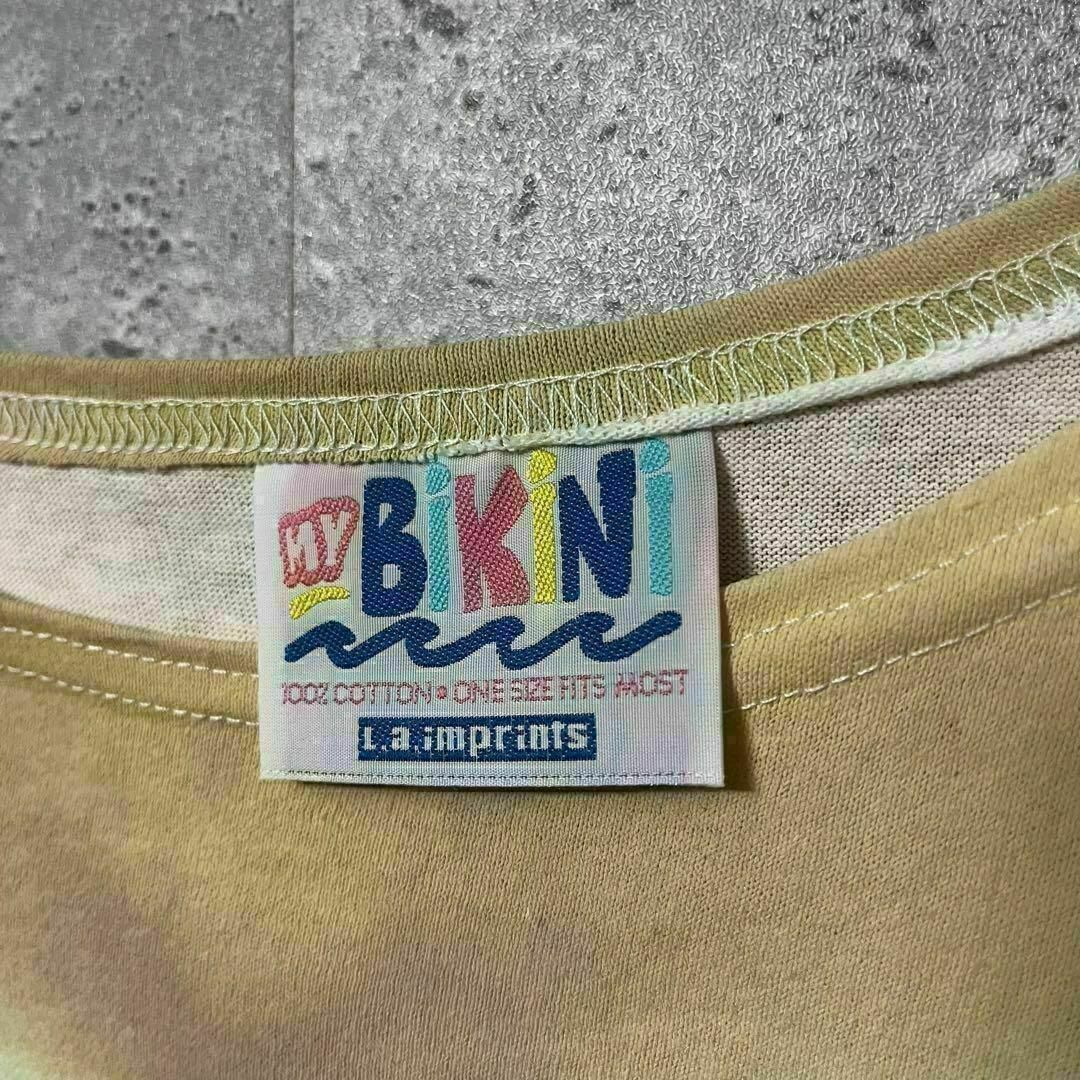 MY BiKiNi
100% COTTON • ONE SIZE FITS MOST
L.a.imprints